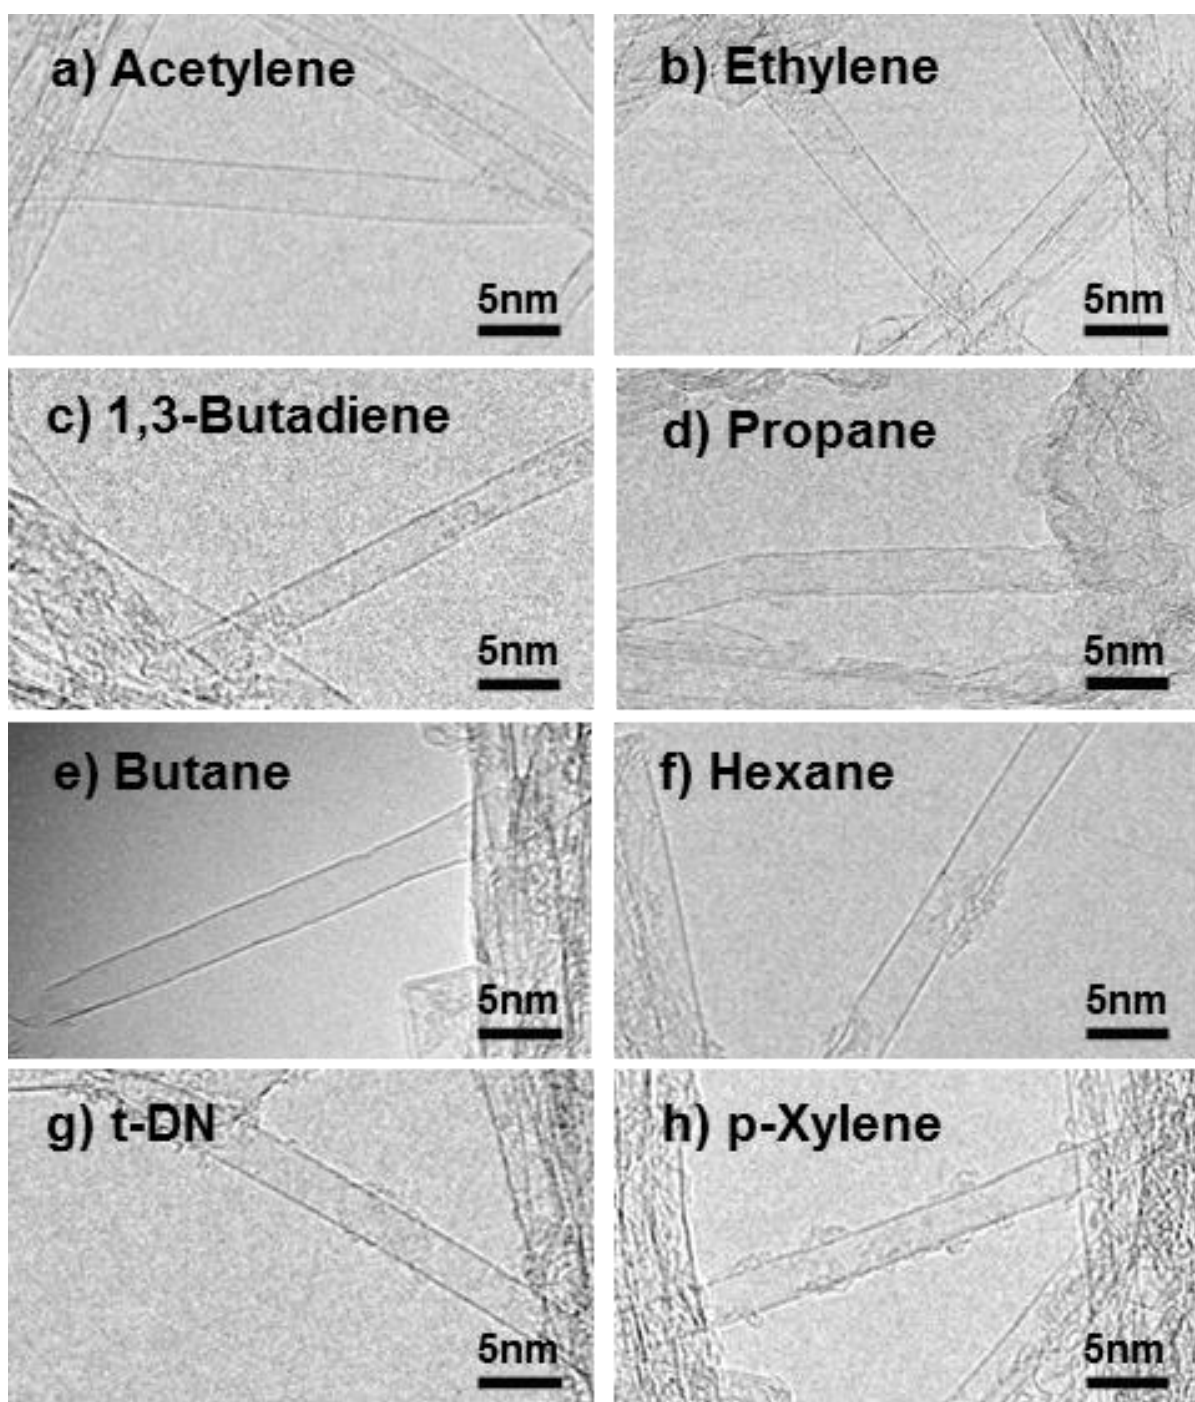 a) Acetylene
5nm
b) Ethylene
5nm
c) 1,3-Butadiene
5nm
d) Propane
5nm
e) Butane
5nm
f) Hexane
5nm
g) t-DN
5nm
h) p-Xylene
5nm